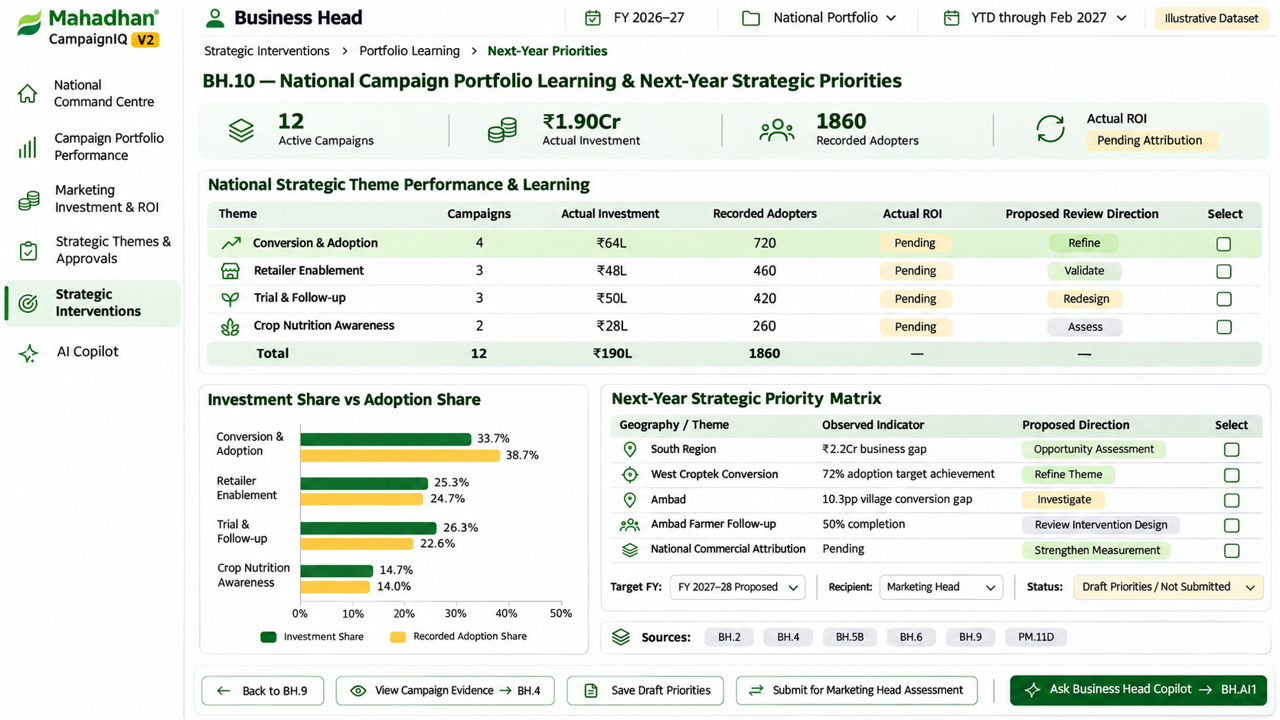 Mahadhan®
CampaignIQ V2
Business Head
FY 2026–27
National Portfolio
YTD through Feb 2027
Illustrative Dataset
National
Command Centre
Campaign Portfolio
Performance
Marketing
Investment & ROI
Strategic Themes &
Approvals
Strategic
Interventions
AI Copilot
Strategic Interventions > Portfolio Learning > Next-Year Priorities
BH.10 — National Campaign Portfolio Learning & Next-Year Strategic Priorities
12
Active Campaigns
₹1.90Cr
Actual Investment
1860
Recorded Adopters
Actual ROI
Pending Attribution
National Strategic Theme Performance & Learning
Theme Campaigns Actual Investment Recorded Adopters Actual ROI Proposed Review Direction Select
Conversion & Adoption 4 ₹64L 720 Pending Refine
Retailer Enablement 3 ₹48L 460 Pending Validate
Trial & Follow-up 3 ₹50L 420 Pending Redesign
Crop Nutrition Awareness 2 ₹28L 260 Pending Assess
Total 12 ₹190L 1860 — —
Investment Share vs Adoption Share
Conversion &
Adoption
33.7%
38.7%
Retailer
Enablement
25.3%
24.7%
Trial &
Follow-up
26.3%
22.6%
Crop Nutrition
Awareness
14.7%
14.0%
0% 10% 20% 30% 40% 50%
Investment Share Recorded Adoption Share
Next-Year Strategic Priority Matrix
Geography / Theme Observed Indicator Proposed Direction Select
South Region ₹2.2Cr business gap Opportunity Assessment
West Croptek Conversion 72% adoption target achievement Refine Theme
Ambad 10.3pp village conversion gap Investigate
Ambad Farmer Follow-up 50% completion Review Intervention Design
National Commercial Attribution Pending Strengthen Measurement
Target FY: FY 2027–28 Proposed Recipient: Marketing Head Status: Draft Priorities / Not Submitted
Sources: BH.2 BH.4 BH.5B BH.6 BH.9 PM.11D
← Back to BH.9
View Campaign Evidence → BH.4
Save Draft Priorities
Submit for Marketing Head Assessment
Ask Business Head Copilot → BH.AI1